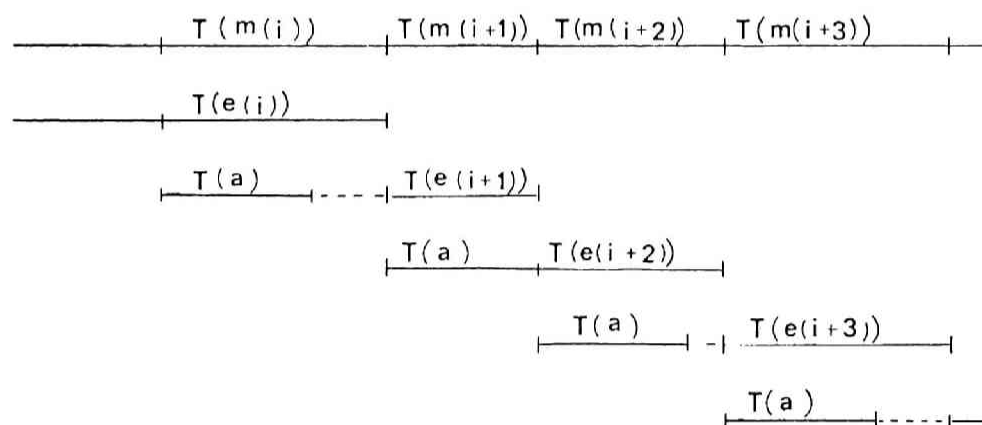 T(m(i)) T(m(i+1)) T(m(i+2)) T(m(i+3))
T(e(i))
T(a) T(e(i+1))
T(a) T(e(i+2))
T(a) T(e(i+3))
T(a)